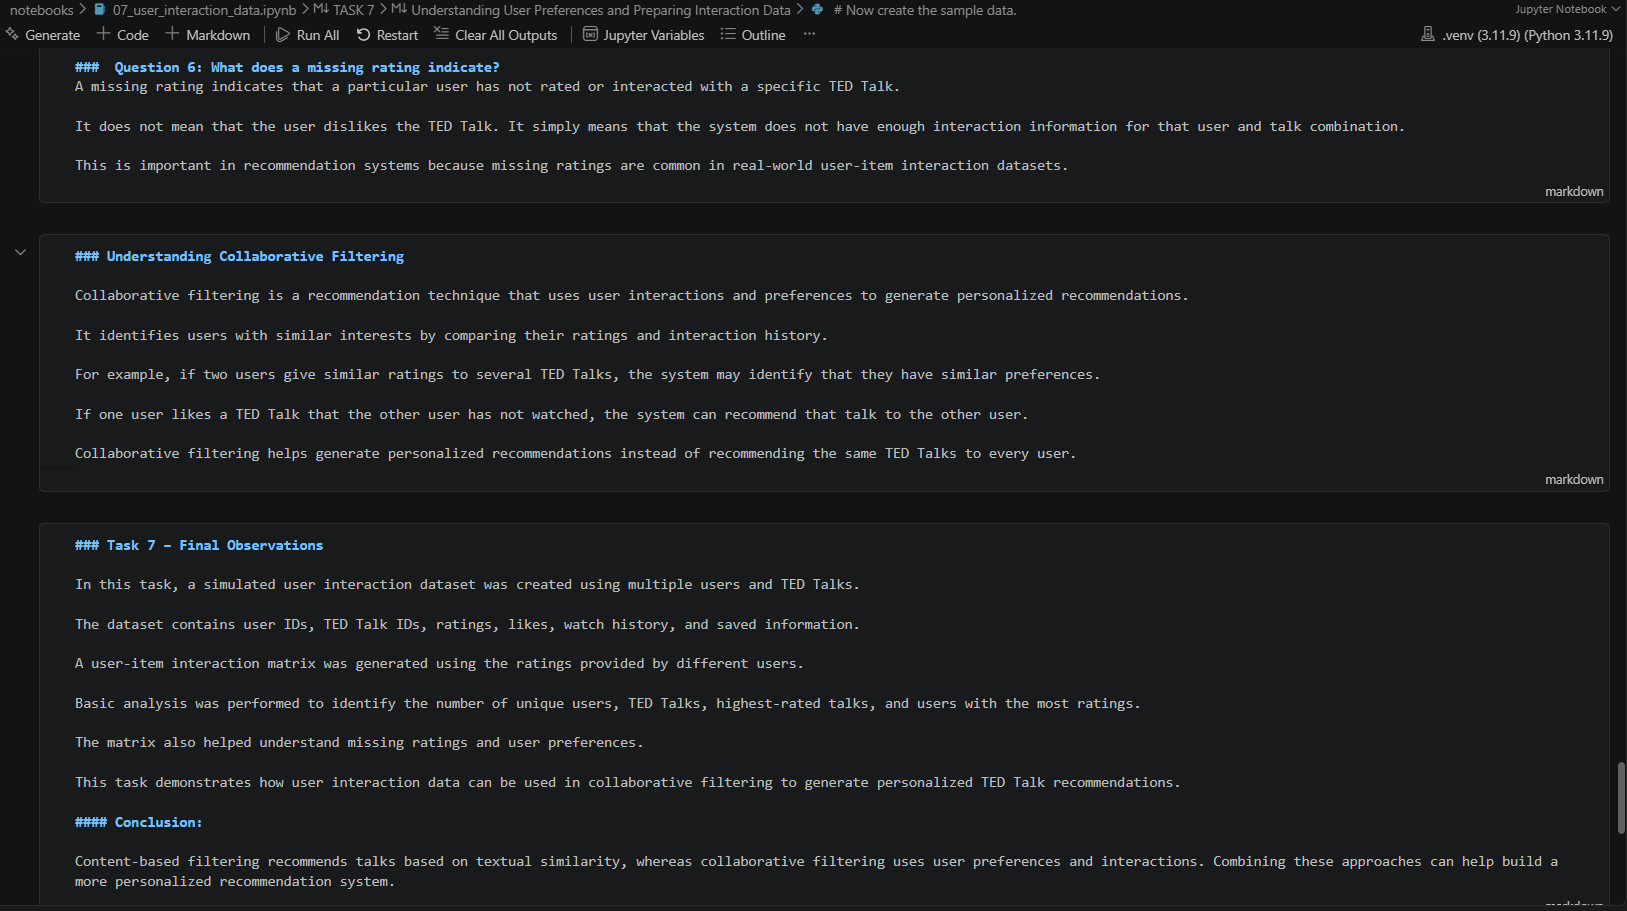 notebooks > 07_user_interaction_data.ipynb > M↓ TASK 7 > M↓ Understanding User Preferences and Preparing Interaction Data > # Now create the sample data.
Jupyter Notebook
Generate + Code + Markdown | Run All Restart Clear All Outputs | Jupyter Variables Outline ...
.venv (3.11.9) (Python 3.11.9)
### Question 6: What does a missing rating indicate?
A missing rating indicates that a particular user has not rated or interacted with a specific TED Talk.
It does not mean that the user dislikes the TED Talk. It simply means that the system does not have enough interaction information for that user and talk combination.
This is important in recommendation systems because missing ratings are common in real-world user-item interaction datasets.
markdown
### Understanding Collaborative Filtering
Collaborative filtering is a recommendation technique that uses user interactions and preferences to generate personalized recommendations.
It identifies users with similar interests by comparing their ratings and interaction history.
For example, if two users give similar ratings to several TED Talks, the system may identify that they have similar preferences.
If one user likes a TED Talk that the other user has not watched, the system can recommend that talk to the other user.
Collaborative filtering helps generate personalized recommendations instead of recommending the same TED Talks to every user.
markdown
### Task 7 – Final Observations
In this task, a simulated user interaction dataset was created using multiple users and TED Talks.
The dataset contains user IDs, TED Talk IDs, ratings, likes, watch history, and saved information.
A user-item interaction matrix was generated using the ratings provided by different users.
Basic analysis was performed to identify the number of unique users, TED Talks, highest-rated talks, and users with the most ratings.
The matrix also helped understand missing ratings and user preferences.
This task demonstrates how user interaction data can be used in collaborative filtering to generate personalized TED Talk recommendations.
#### Conclusion:
Content-based filtering recommends talks based on textual similarity, whereas collaborative filtering uses user preferences and interactions. Combining these approaches can help build a
more personalized recommendation system.